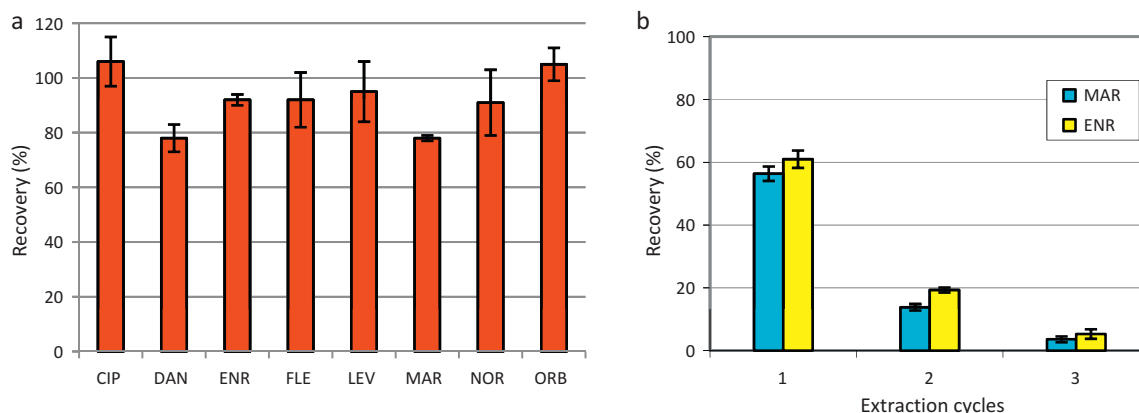 a
120
100
80
60
40
20
0
Recovery (%)
CIP DAN ENR FLE LEV MAR NOR ORB
b
100
80
60
40
20
0
Recovery (%)
MAR
ENR
1 2 3
Extraction cycles